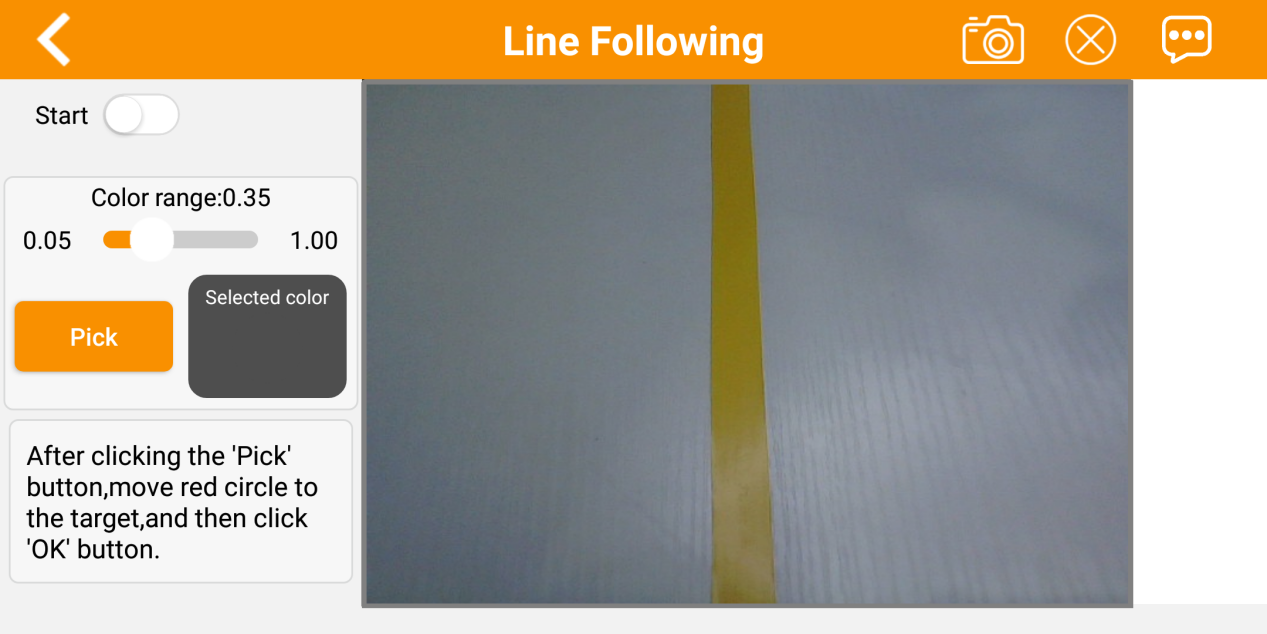 Line Following
Start
Color range:0.35
0.05
1.00
Pick
Selected color
After clicking the 'Pick'
button,move red circle to
the target,and then click
'OK' button.